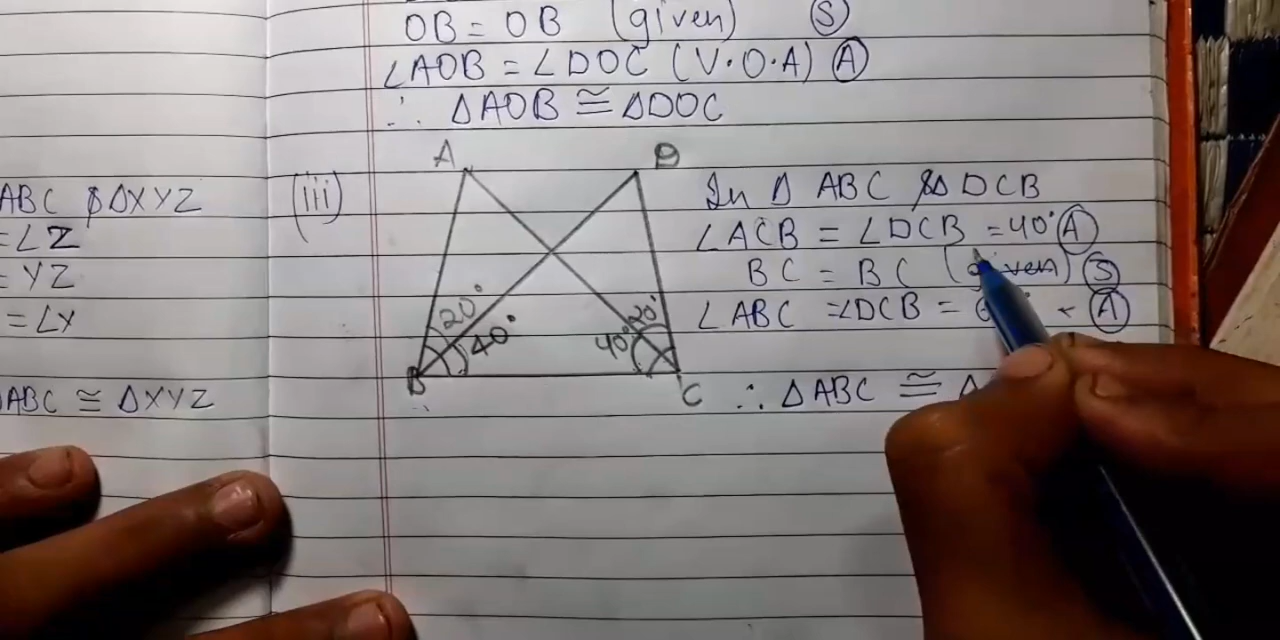 OB = OB (given) Ⓢ
∠AOB = ∠DOC (V.O.A) Ⓐ
∴ ΔAOB ≅ ΔDOC
ABC & ΔXYZ
= ∠Z
= YZ
= ∠Y
ABC ≅ ΔXYZ
(iii)
A
D
20°
40°
40°
20°
B
C
In Δ ABC & Δ DCB
∠ACB = ∠DCB = 40° Ⓐ
BC = BC (given) Ⓢ
∠ABC = ∠DCB = Ⓐ
∴ ΔABC ≅ Δ